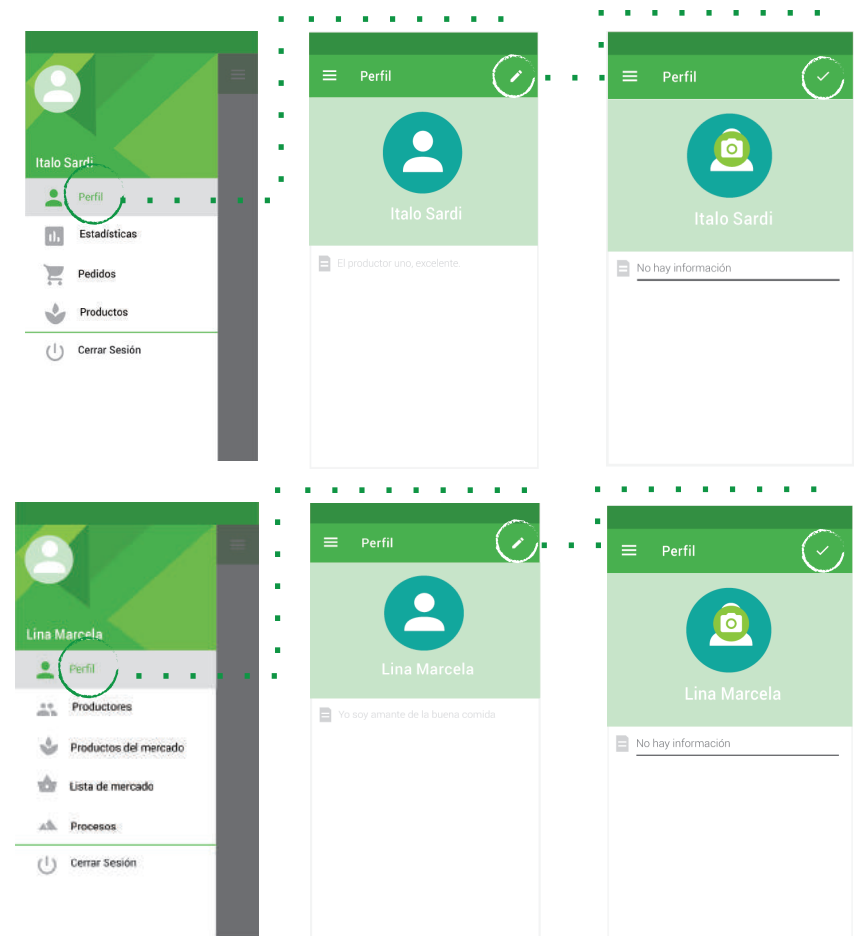 Italo Sardi
Perfil
Estadísticas
Pedidos
Productos
Cerrar Sesión
Perfil
Italo Sardi
El productor uno, excelente.
Perfil
Italo Sardi
No hay información
Lina Marcela
Perfil
Productores
Productos del mercado
Lista de mercado
Procesos
Cerrar Sesión
Perfil
Lina Marcela
Yo soy amante de la buena comida
Perfil
Lina Marcela
No hay información